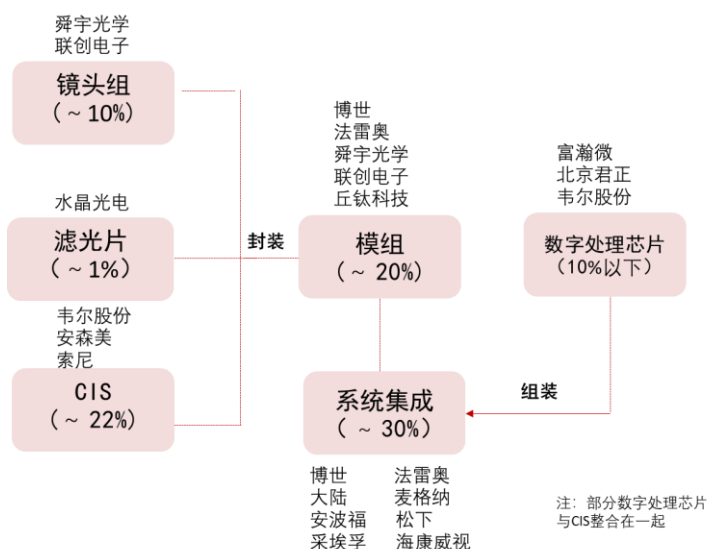 舜宇光学
联创电子
镜头组
(~10%)
水晶光电
滤光片
(~1%)
韦尔股份
安森美
索尼
CIS
(~22%)
封装
博世
法雷奥
舜宇光学
联创电子
丘钛科技
模组
(~ 20%)
富瀚微
北京君正
韦尔股份
数字处理芯片
（10%以下）
组装
系统集成
( ~ 30%)
博世 法雷奥
大陆 麦格纳
安波福 松下
采埃孚 海康威视
注：部分数字处理芯片
与CIS整合在一起